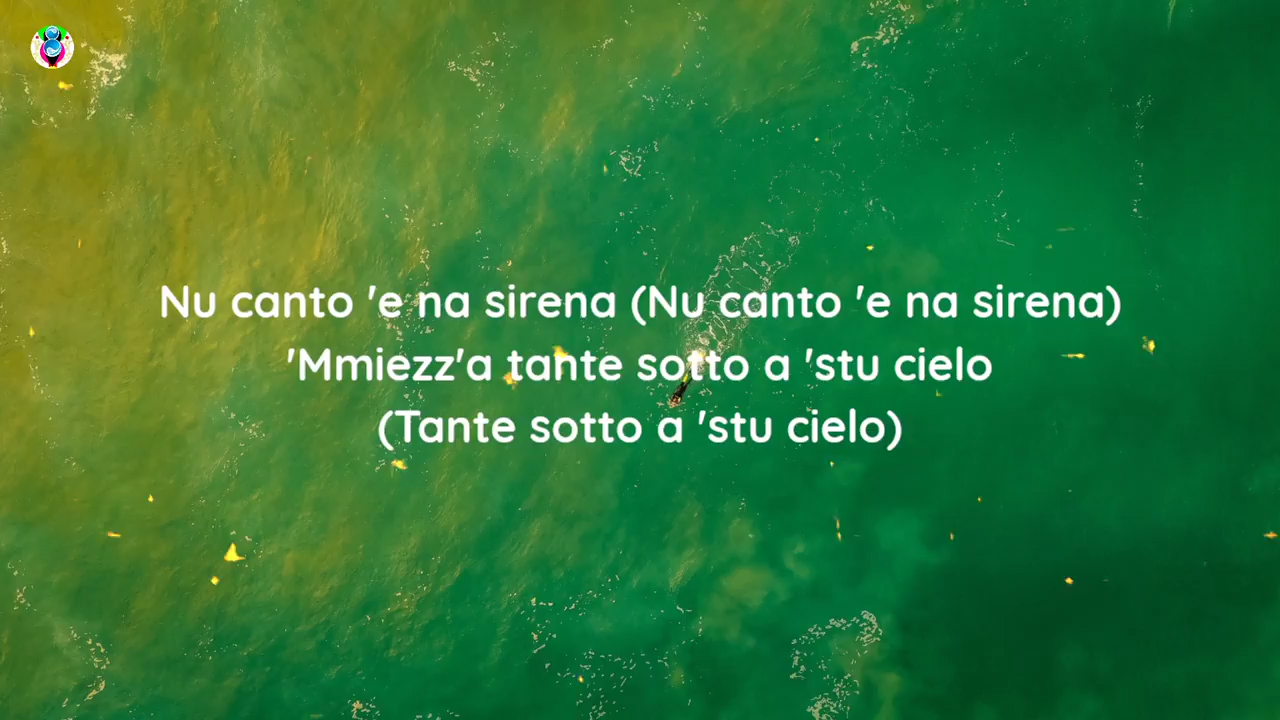 Nu canto 'e na sirena (Nu canto 'e na sirena)
'Mmiezz'a tante sotto a 'stu cielo
(Tante sotto a 'stu cielo)